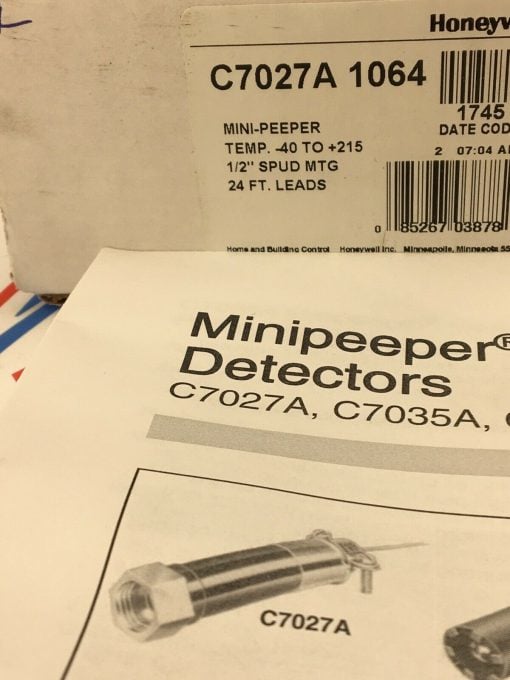 Honeyw
C7027A 1064
1745
DATE COD
MINI-PEEPER
TEMP. -40 TO +215
1/2" SPUD MTG
24 FT. LEADS
2 07:04 A
0 85267 03878
Home and Building Control Honeywell Inc. Minneapolis, Minnesota 55
Minipeeper®
Detectors
C7027A, C7035A,
C7027A